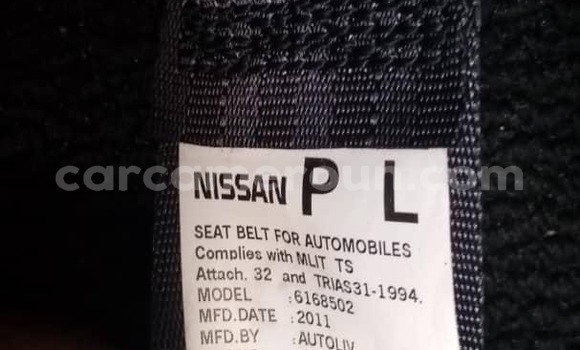 carcameroun.com
NISSAN P L
SEAT BELT FOR AUTOMOBILES
Complies with MLIT TS
Attach. 32 and TRIAS31-1994.
MODEL :6168502
MFD.DATE :2011
MFD.BY :AUTOLIV